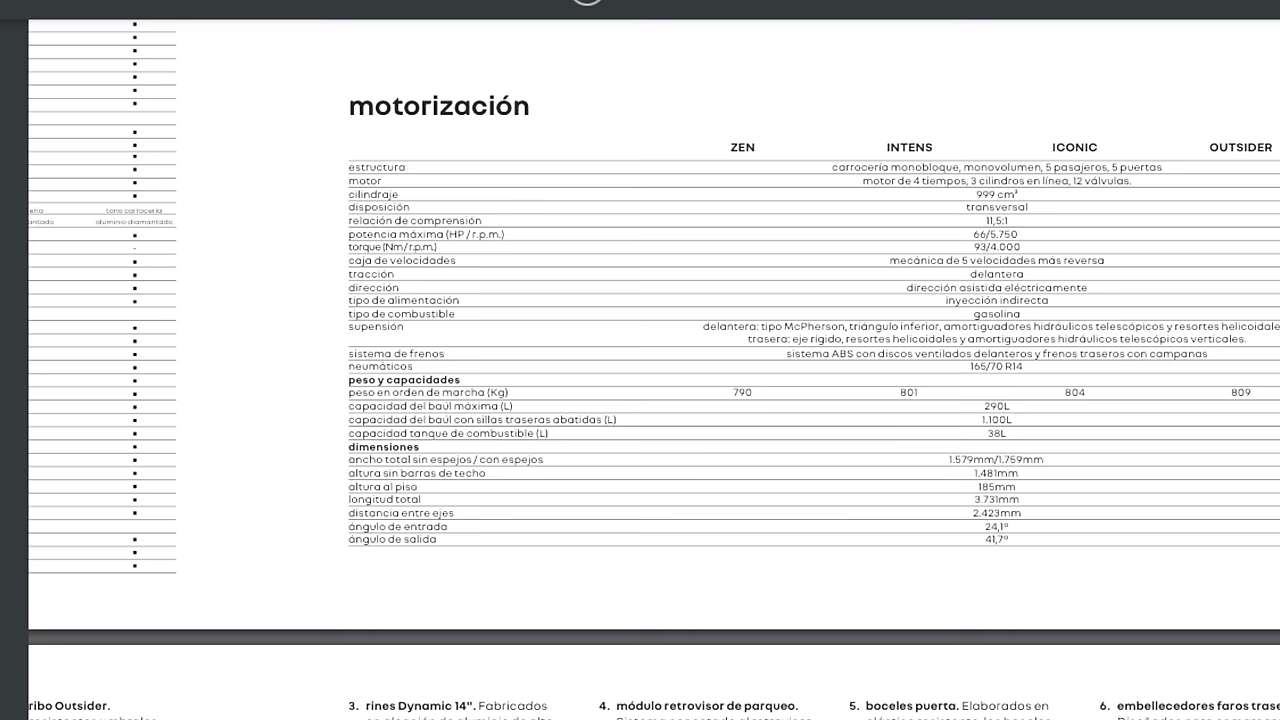 eria tono carrocería
antado aluminio diamantado
motorización
ZEN INTENS ICONIC OUTSIDER
estructura carrocería monobloque, monovolumen, 5 pasajeros, 5 puertas
motor motor de 4 tiempos, 3 cilindros en línea, 12 válvulas.
cilindraje 999 cm³
disposición transversal
relación de comprensión 11,5:1
potencia máxima (HP / r.p.m.) 66/5.750
torque (Nm/ r.p.m.) 93/4.000
caja de velocidades mecánica de 5 velocidades más reversa
tracción delantera
dirección dirección asistida eléctricamente
tipo de alimentación inyección indirecta
tipo de combustible gasolina
supensión delantera: tipo McPherson, triángulo inferior, amortiguadores hidráulicos telescópicos y resortes helicoidale
trasera: eje rígido, resortes helicoidales y amortiguadores hidráulicos telescópicos verticales.
sistema de frenos sistema ABS con discos ventilados delanteros y frenos traseros con campanas
neumáticos 165/70 R14
peso y capacidades
peso en orden de marcha (Kg) 790 801 804 809
capacidad del baúl máxima (L) 290L
capacidad del baúl con sillas traseras abatidas (L) 1.100L
capacidad tanque de combustible (L) 38L
dimensiones
ancho total sin espejos / con espejos 1.579mm/1.759mm
altura sin barras de techo 1.481mm
altura al piso 185mm
longitud total 3.731mm
distancia entre ejes 2.423mm
ángulo de entrada 24,1º
ángulo de salida 41,7º
ribo Outsider. 3. rines Dynamic 14". Fabricados 4. módulo retrovisor de parqueo. 5. boceles puerta. Elaborados en 6. embellecedores faros trase